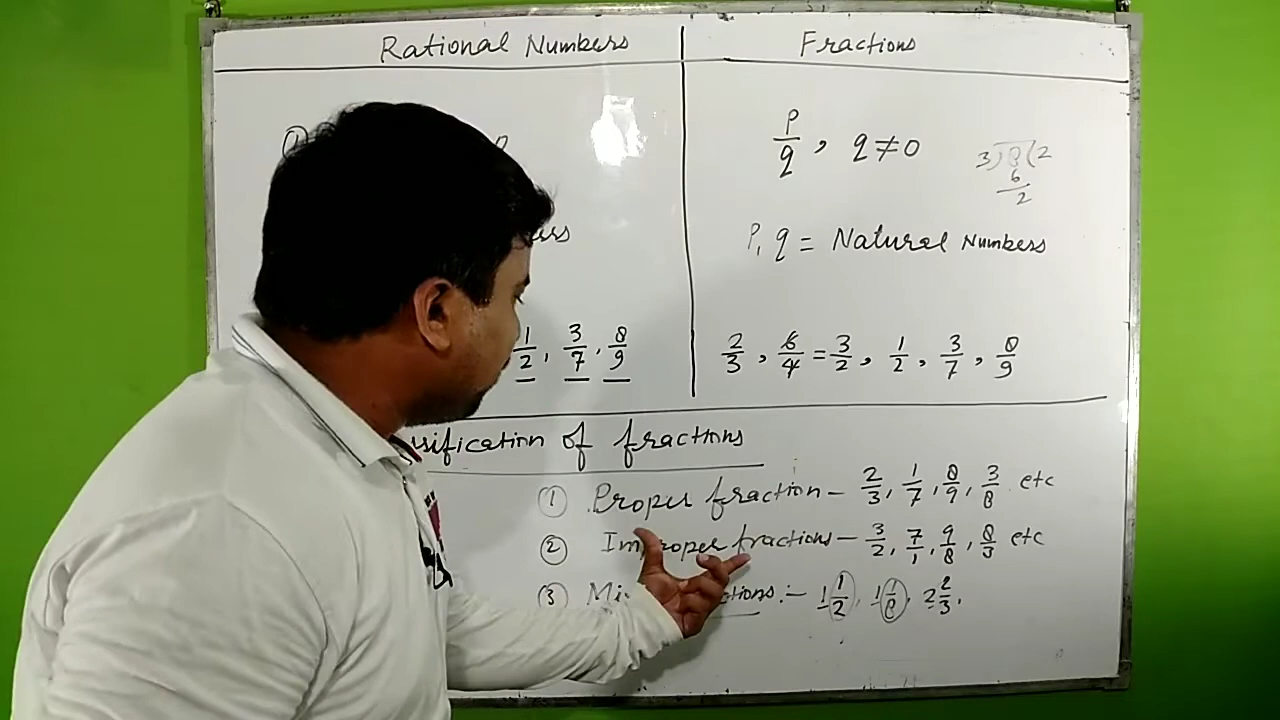 Rational Numbers
Fractions
①
p/q, q≠0
3)8(2
6
2
P, q = Natural Numbers
1/2, 3/7, 8/9
2/3, 6/4 = 3/2, 1/2, 3/7, 8/9
ssification of fractions
① Proper fraction - 2/3, 1/7, 8/9, 3/8 etc
② Improper fractions - 3/2, 7/1, 9/8, 8/3 etc
③ Mi ctions :- 1 1/2, 1 1/8, 2 2/3,